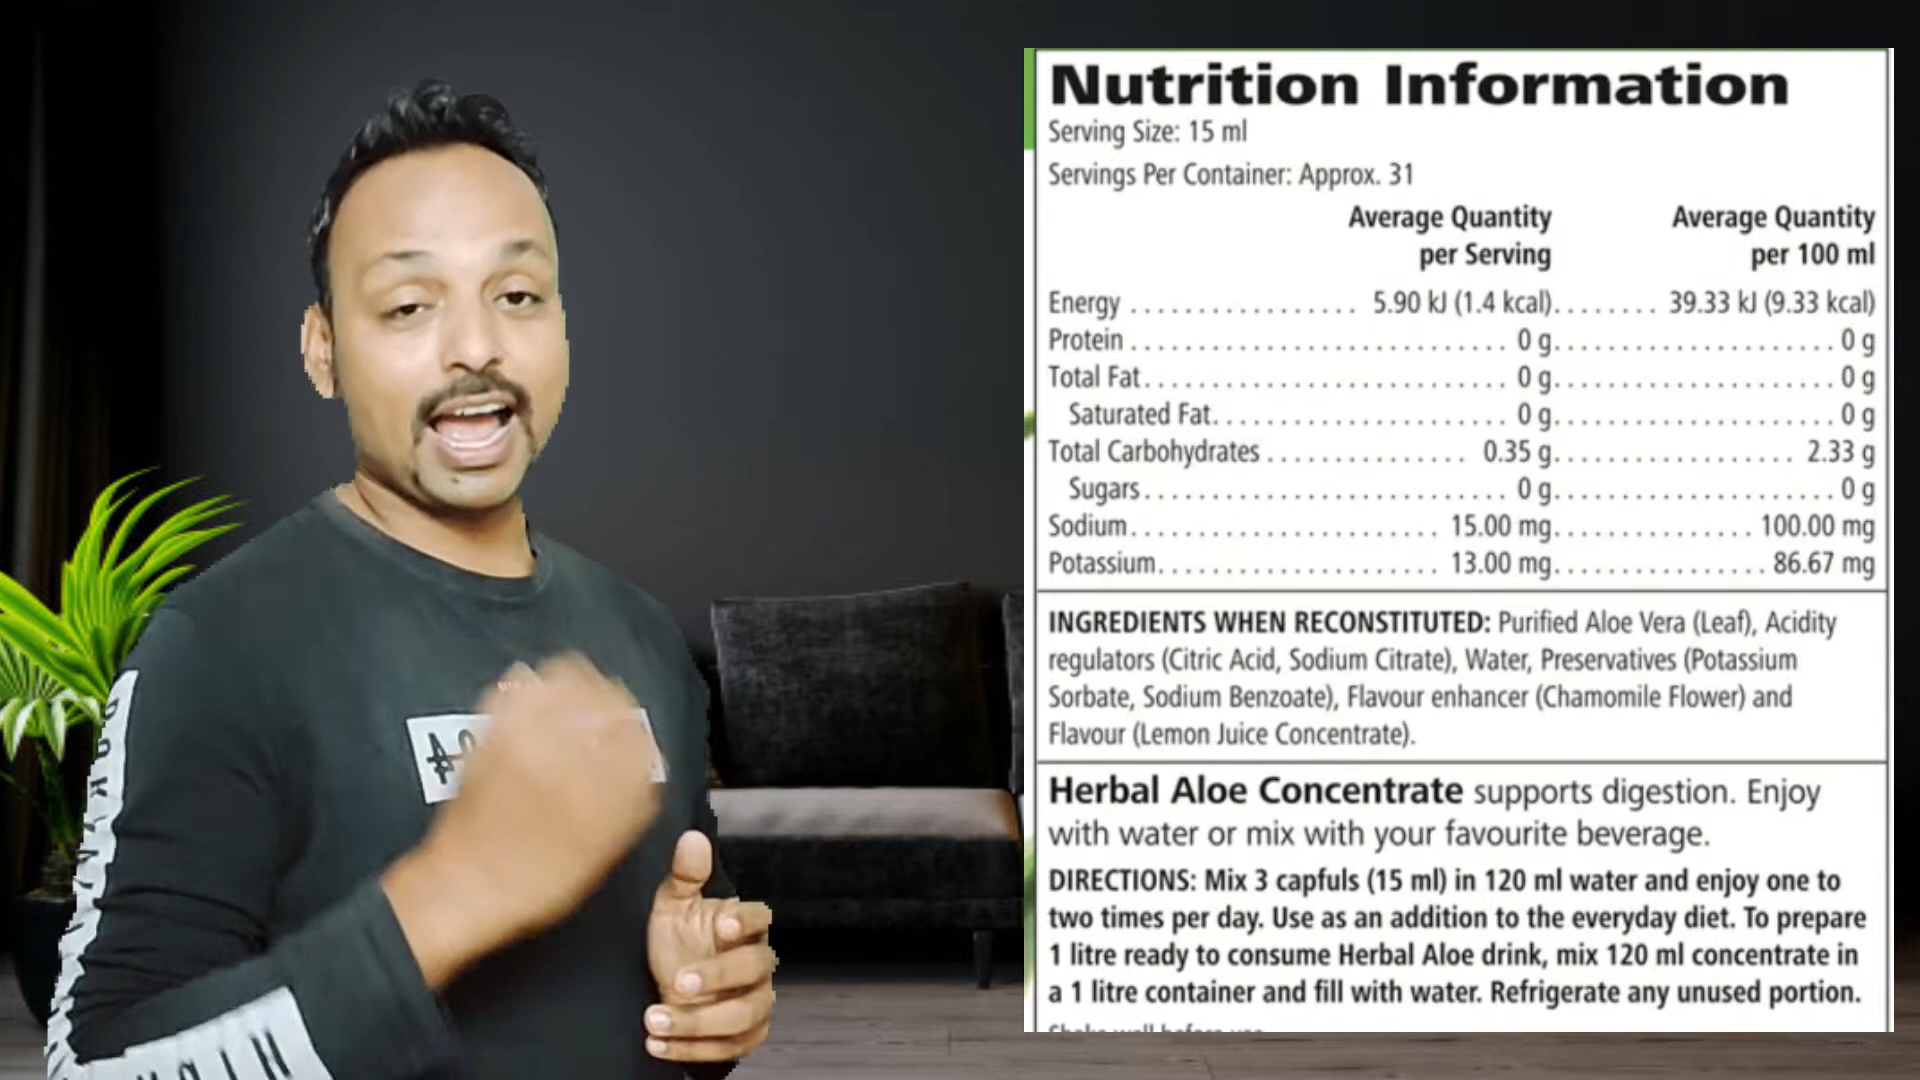 Nutrition Information
Serving Size: 15 ml
Servings Per Container: Approx. 31
Average Quantity per Serving Average Quantity per 100 ml
Energy ................. 5.90 kJ (1.4 kcal)........ 39.33 kJ (9.33 kcal)
Protein ............................ 0 g..................... 0 g
Total Fat........................... 0 g..................... 0 g
Saturated Fat...................... 0 g..................... 0 g
Total Carbohydrates ............... 0.35 g.................. 2.33 g
Sugars........................... 0 g..................... 0 g
Sodium....................... 15.00 mg............... 100.00 mg
Potassium..................... 13.00 mg................ 86.67 mg
INGREDIENTS WHEN RECONSTITUTED: Purified Aloe Vera (Leaf), Acidity
regulators (Citric Acid, Sodium Citrate), Water, Preservatives (Potassium
Sorbate, Sodium Benzoate), Flavour enhancer (Chamomile Flower) and
Flavour (Lemon Juice Concentrate).
Herbal Aloe Concentrate supports digestion. Enjoy
with water or mix with your favourite beverage.
DIRECTIONS: Mix 3 capfuls (15 ml) in 120 ml water and enjoy one to
two times per day. Use as an addition to the everyday diet. To prepare
1 litre ready to consume Herbal Aloe drink, mix 120 ml concentrate in
a 1 litre container and fill with water. Refrigerate any unused portion.